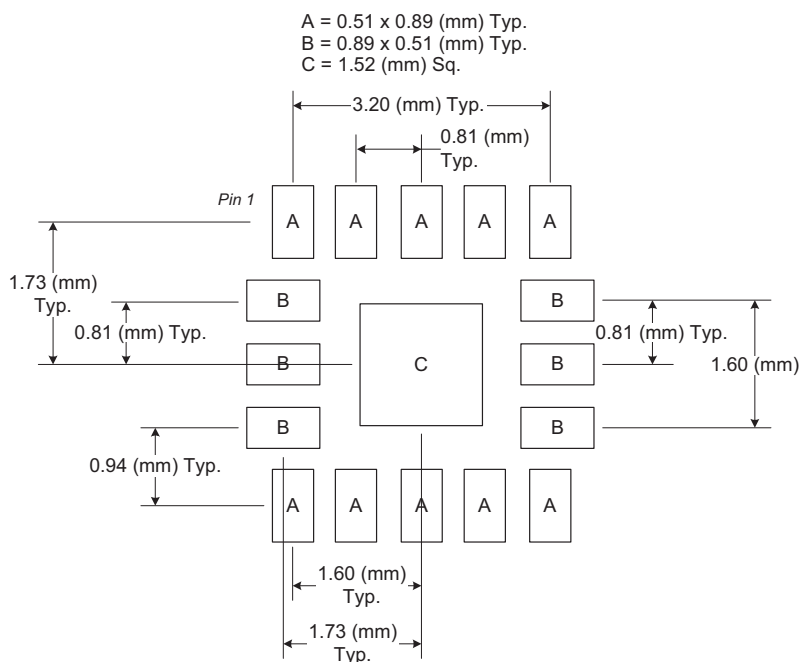 A = 0.51 x 0.89 (mm) Typ.
B = 0.89 x 0.51 (mm) Typ.
C = 1.52 (mm) Sq.
3.20 (mm) Typ.
0.81 (mm)
Typ.
Pin 1
A A A A A
1.73 (mm)
Typ.
B B
0.81 (mm) Typ.
0.81 (mm) Typ.
B C B
1.60 (mm)
B B
0.94 (mm) Typ.
A A A A A
1.60 (mm)
Typ.
1.73 (mm)
Typ.